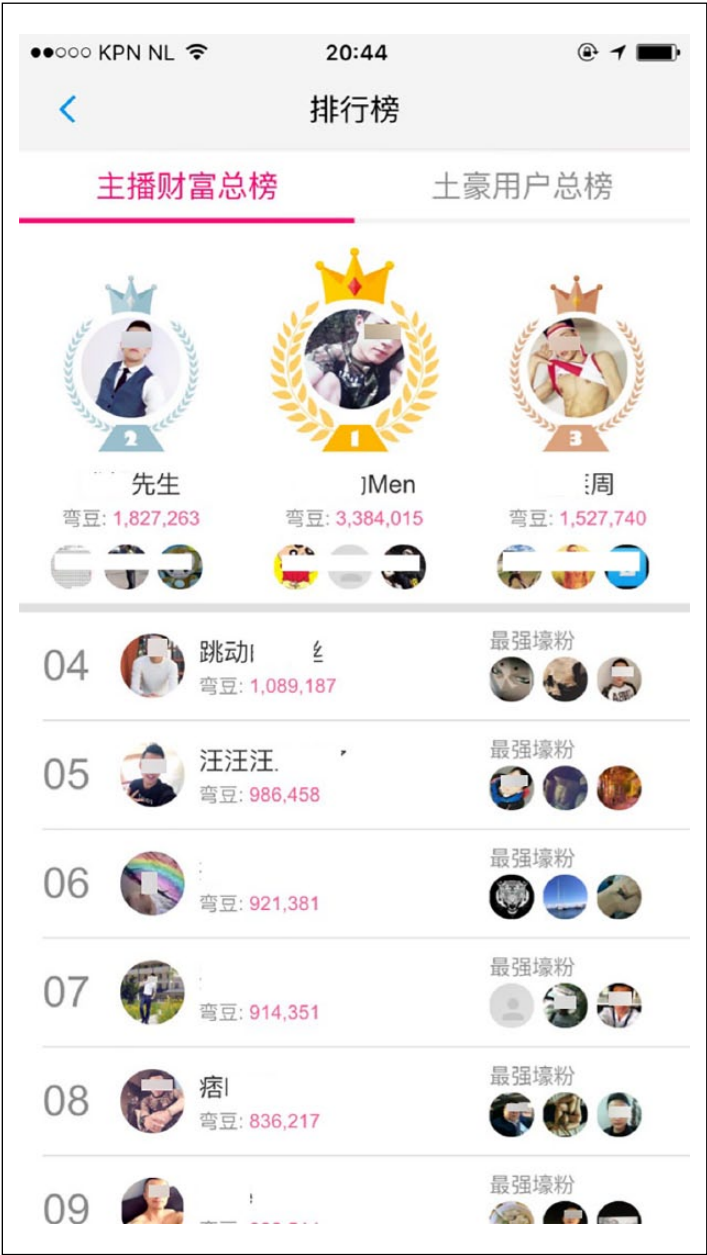 KPN NL 20:44
排行榜
主播财富总榜 土豪用户总榜
2 1 3
先生 Men 周
弯豆: 1,827,263 弯豆: 3,384,015 弯豆: 1,527,740
最强壕粉
04 跳动
弯豆: 1,089,187
最强壕粉
05 汪汪汪
弯豆: 986,458
最强壕粉
06
弯豆: 921,381
最强壕粉
07
弯豆: 914,351
最强壕粉
08 痞
弯豆: 836,217
最强壕粉
09